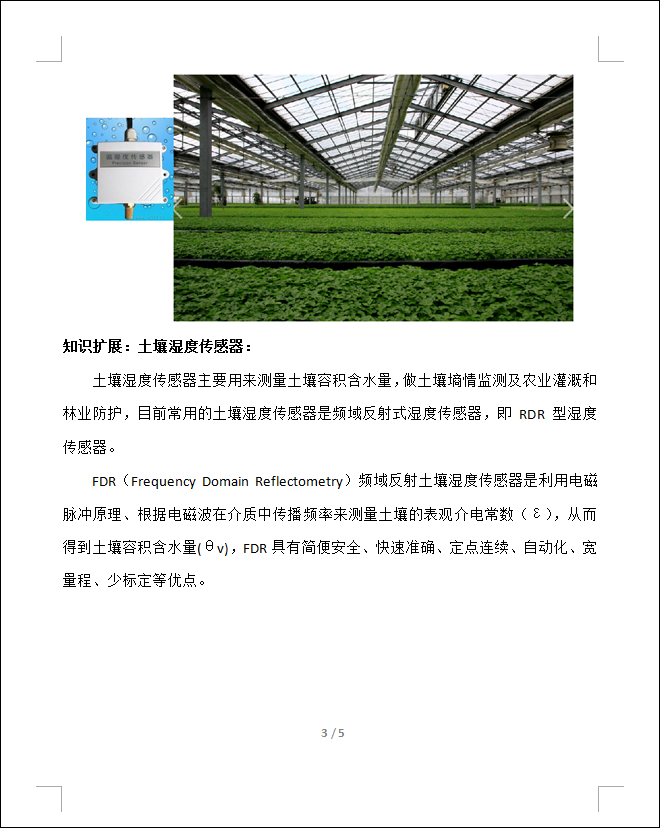 温湿度传感器
Precision Sensor
知识扩展：土壤湿度传感器：
土壤湿度传感器主要用来测量土壤容积含水量，做土壤墒情监测及农业灌溉和
林业防护，目前常用的土壤湿度传感器是频域反射式湿度传感器，即 RDR 型湿度
传感器。
FDR（Frequency Domain Reflectometry）频域反射土壤湿度传感器是利用电磁
脉冲原理、根据电磁波在介质中传播频率来测量土壤的表观介电常数（ε），从而
得到土壤容积含水量(θv)，FDR 具有简便安全、快速准确、定点连续、自动化、宽
量程、少标定等优点。
3 / 5